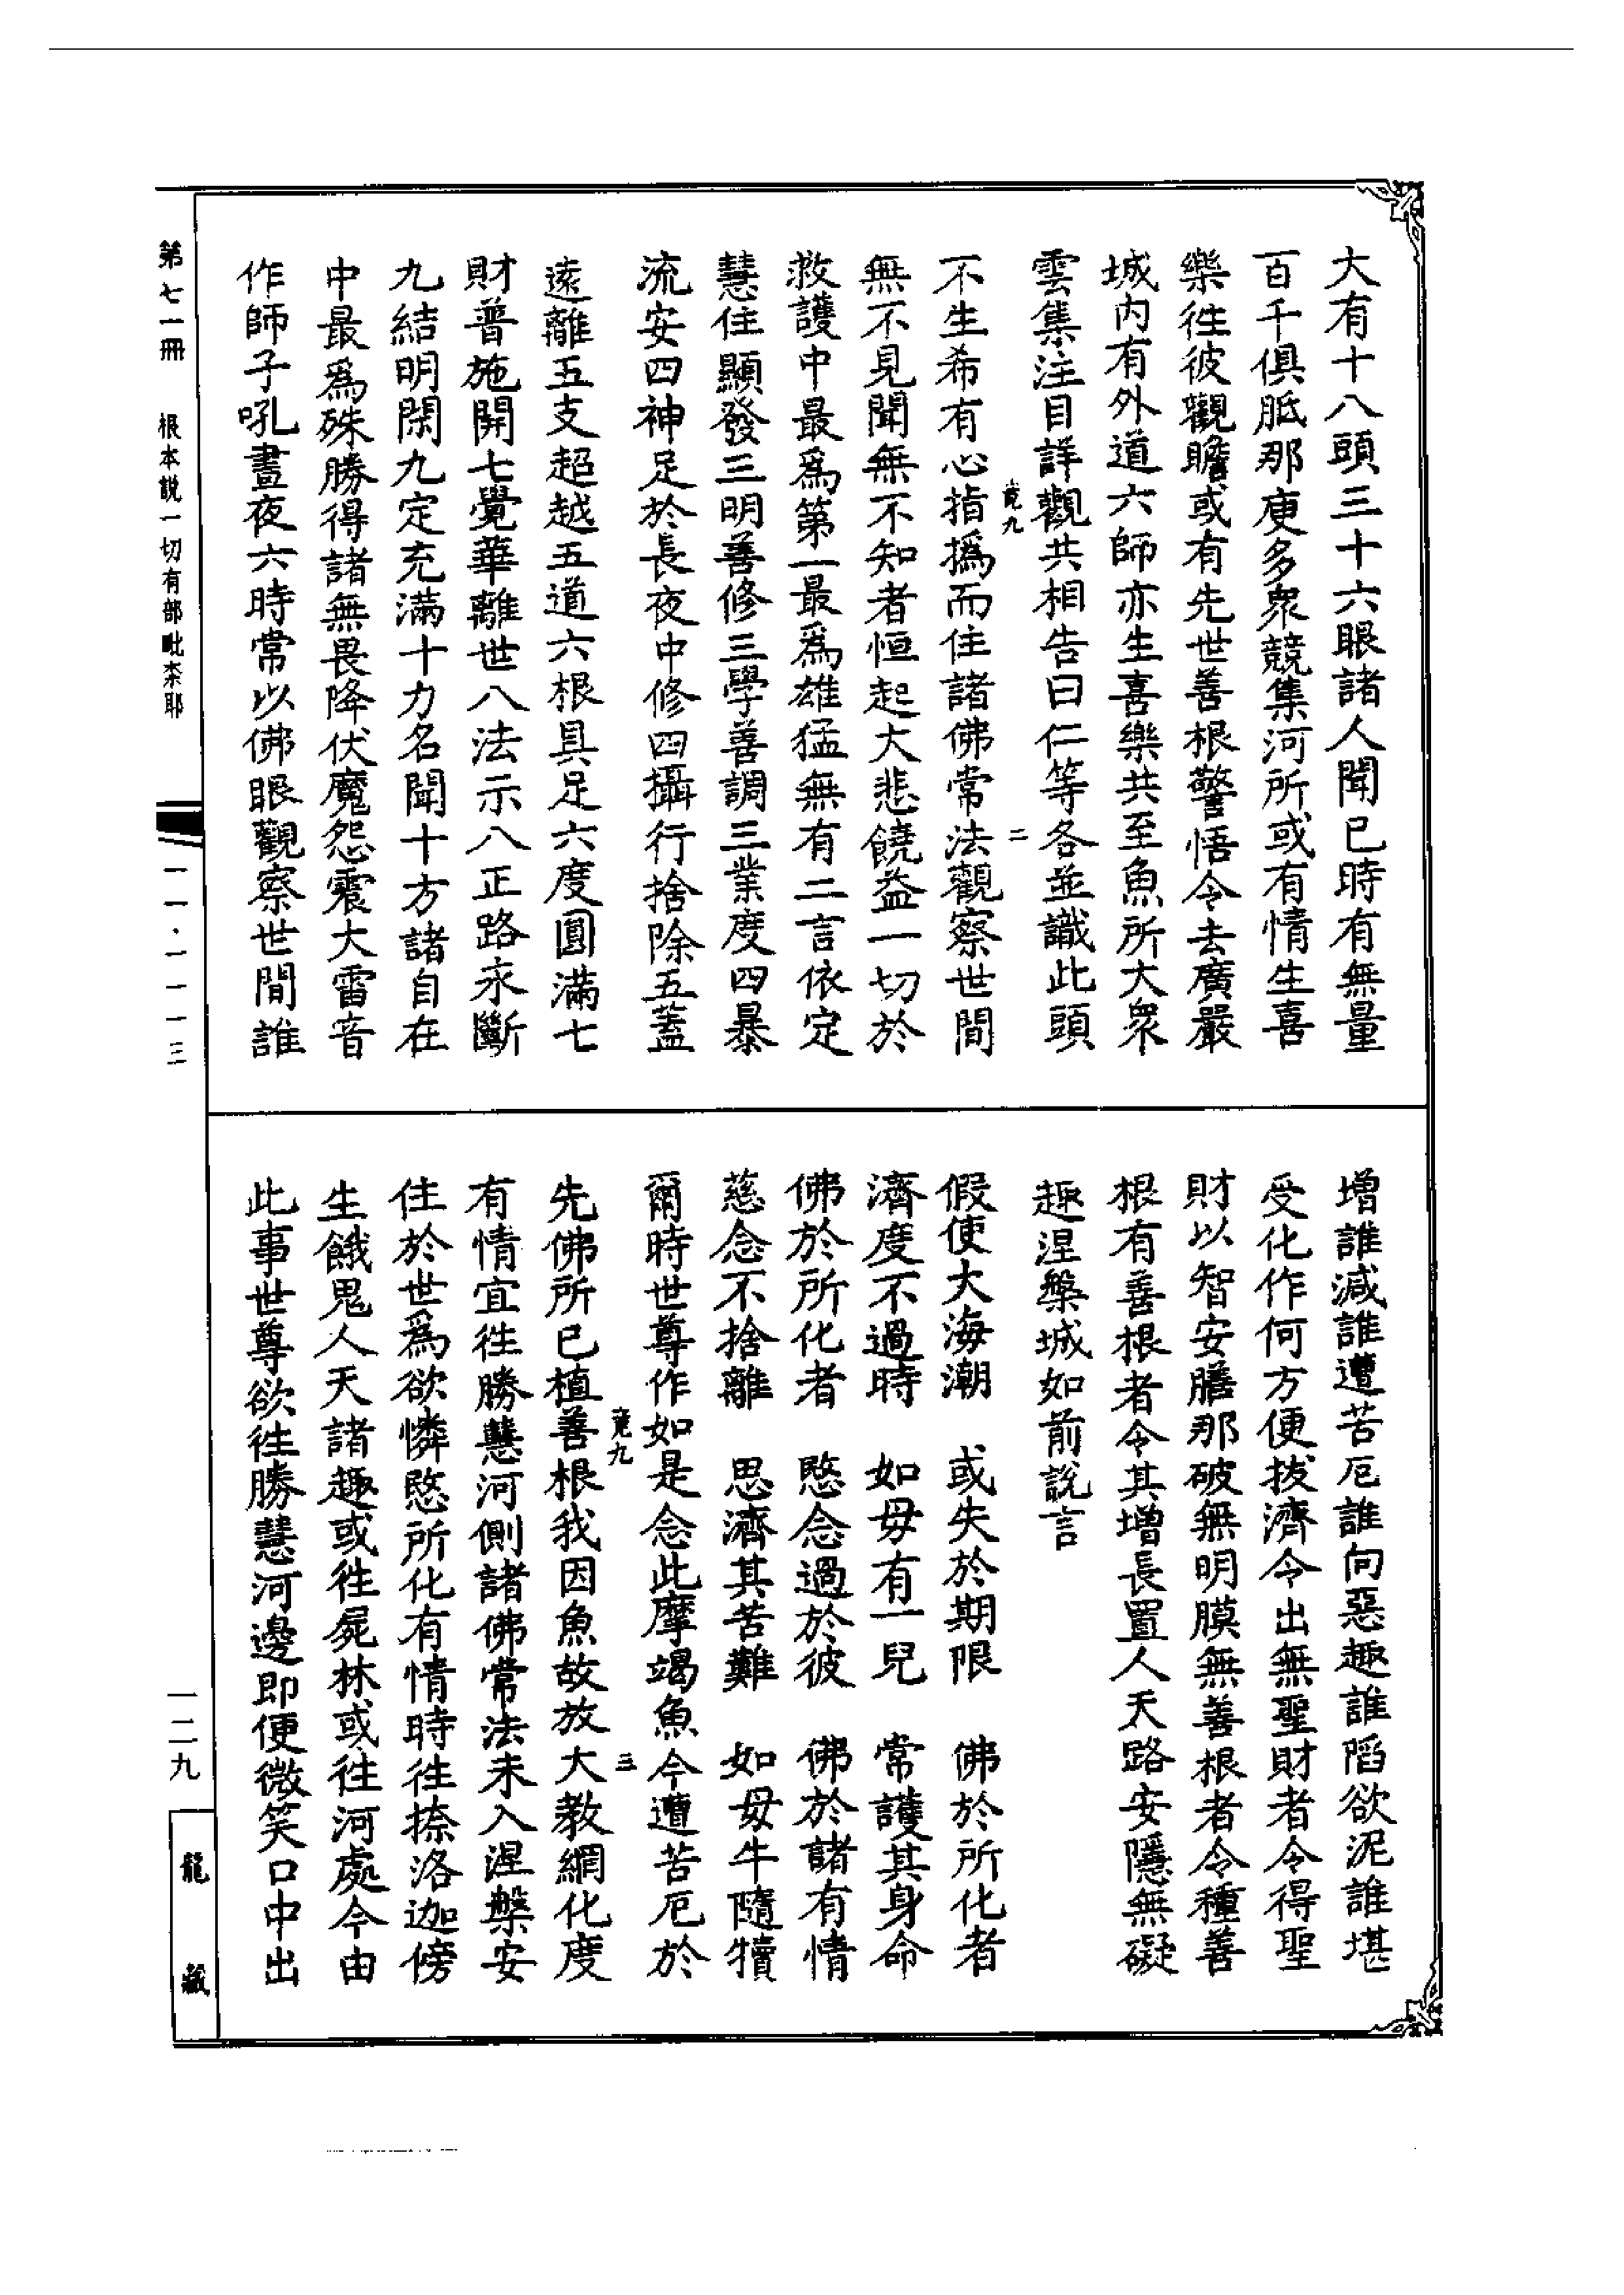 大有十八頭三十六眼諸人聞已時有無量
百千俱胝那庾多衆競集河所或有情生喜
樂徃彼觀瞻或有先世善根警悟令去廣嚴
城内有外道六師亦生喜樂共至魚所大衆
雲集注目詳觀共相告曰仁等各並識此頭
竟九
二
不生希有心指撝而住諸佛常法觀察世間
無不見聞無不知者恒起大悲饒益一切於
救護中最爲第一最爲雄猛無有二言依定
慧住顯發三明善修三學善調三業度四暴
流安四神足於長夜中修四攝行捨除五蓋
遠離五支超越五道六根具足六度圓滿七
財普施開七覺華離世八法示八正路永斷
九結明閑九定充滿十力名聞十方諸自在
中最爲殊勝得諸無畏降伏魔怨震大雷音
作師子吼晝夜六時常以佛眼觀察世間誰
增誰減誰遭苦厄誰向惡趣誰陷欲泥誰堪
受化作何方便拔濟令出無聖財者令得聖
財以智安膳那破無明膜無善根者令種善
根有善根者令其增長置人天路安隱無礙
趣涅槃城如前説言
假使大海潮　或失於期限　佛於所化者
濟度不過時　如母有一兒　常護其身命
佛於所化者　愍念過於彼　佛於諸有情
慈念不捨離　思濟其苦難　如母牛隨犢
爾時世尊作如是念此摩竭魚今遭苦厄於
竟九
三
先佛所已植善根我因魚故放大教網化度
有情宜徃勝慧河側諸佛常法未入涅槃安
住於世爲欲憐愍所化有情時徃捺洛迦傍
生餓鬼人天諸趣或徃屍林或往河處今由
此事世尊欲徃勝慧河邊即便微笑口中出
第七一冊　根本説一切有部毗柰耶
一一·一一一三
一二九
龍藏